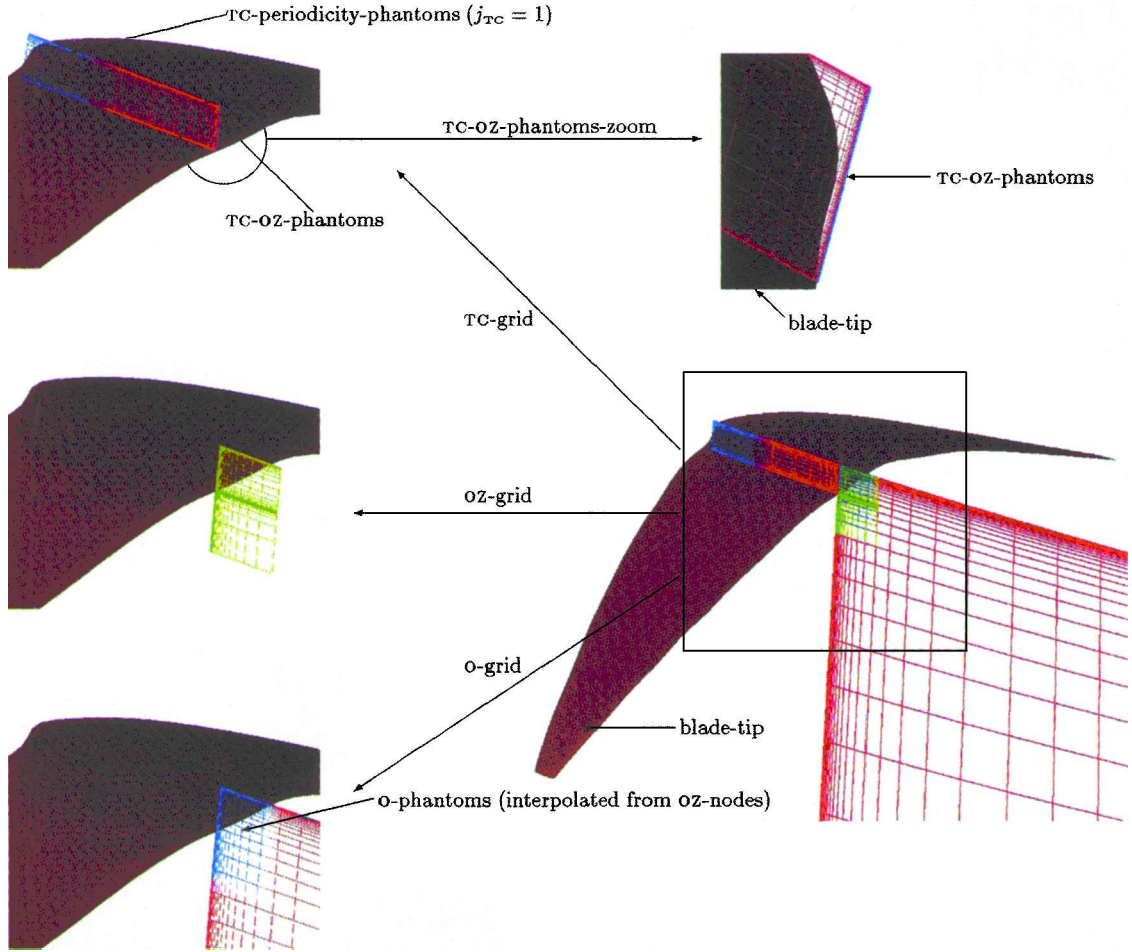 TC-periodicity-phantoms (jTC = 1)
TC-OZ-phantoms-zoom
TC-OZ-phantoms
TC-OZ-phantoms
TC-grid
blade-tip
OZ-grid
O-grid
blade-tip
O-phantoms (interpolated from OZ-nodes)